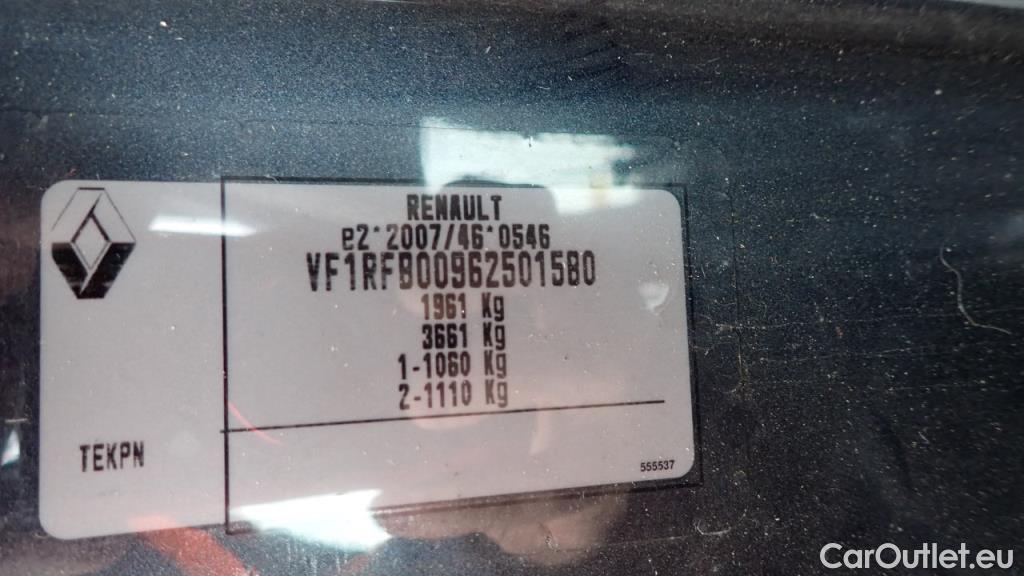 RENAULT
e2*2007/46*0546
VF1RFB00962501580
1961 Kg
3661 Kg
1-1060 Kg
2-1110 Kg
TEKPN
555537
CarOutlet.eu